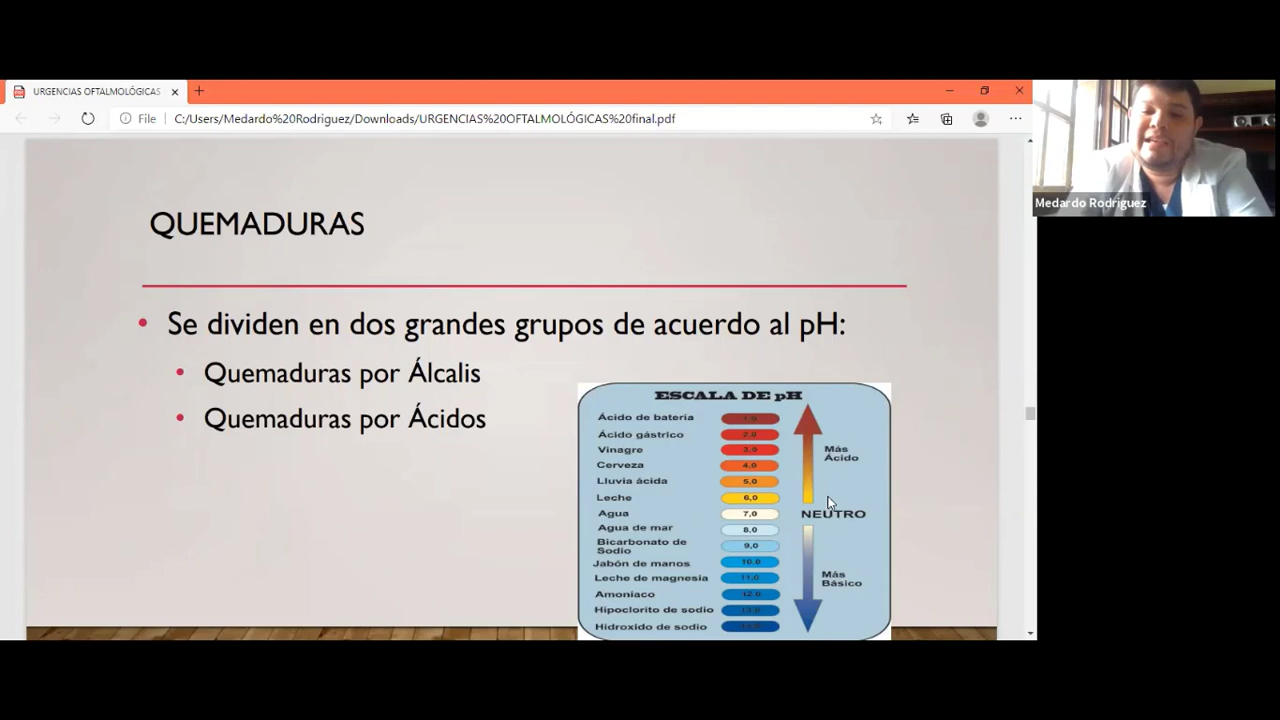 URGENCIAS OFTALMOLÓGICAS
File C:/Users/Medardo%20Rodriguez/Downloads/URGENCIAS%20OFTALMOLÓGICAS%20final.pdf
Medardo Rodriguez
QUEMADURAS
• Se dividen en dos grandes grupos de acuerdo al pH:
• Quemaduras por Álcalis
• Quemaduras por Ácidos
ESCALA DE pH
Ácido de batería 1,0
Ácido gástrico 2,0
Vinagre 3,0
Cerveza 4,0
Lluvia ácida 5,0
Leche 6,0
Agua 7,0
Agua de mar 8,0
Bicarbonato de
Sodio 9,0
Jabón de manos 10,0
Leche de magnesia 11,0
Amoniaco 12,0
Hipoclorito de sodio 13,0
Hidroxido de sodio
Más
Ácido
NEUTRO
Más
Básico